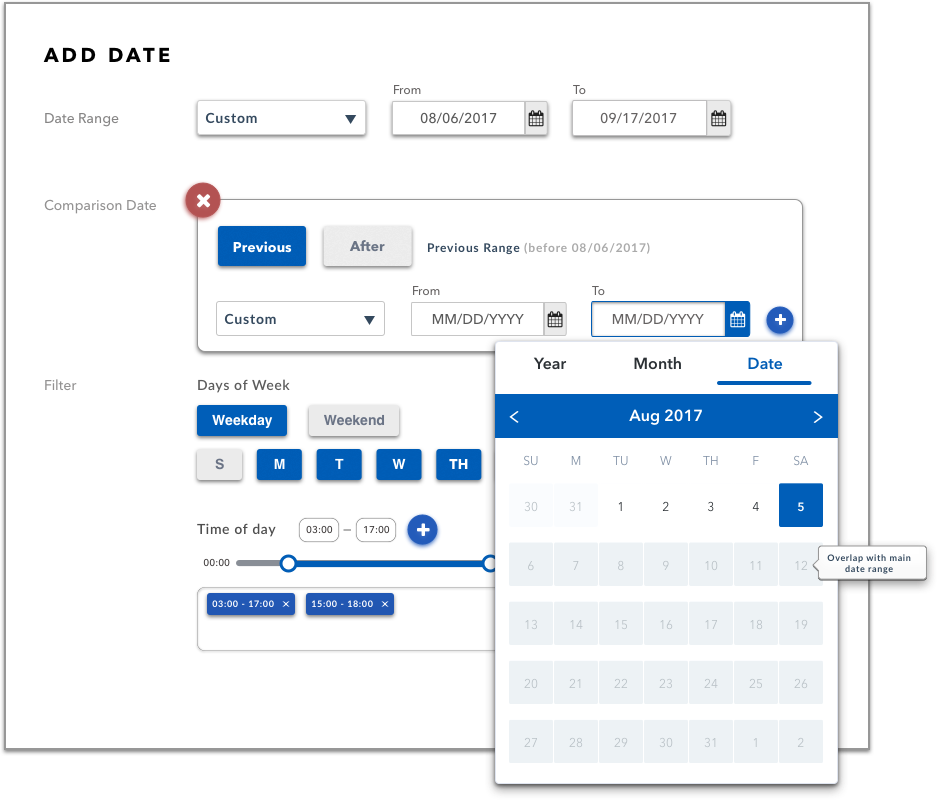 ADD DATE
From
To
Date Range
Custom
08/06/2017
09/17/2017
Comparison Date
Previous
After
Previous Range (before 08/06/2017)
From
To
Custom
MM/DD/YYYY
MM/DD/YYYY
Filter
Days of Week
Weekday
Weekend
S M T W TH
Time of day
03:00 – 17:00
00:00
03:00 - 17:00 ×
15:00 - 18:00 ×
Year Month Date
< Aug 2017 >
SU M TU W TH F SA
30 31 1 2 3 4 5
6 7 8 9 10 11 12
Overlap with main
date range
13 14 15 16 17 18 19
20 21 22 23 24 25 26
27 28 29 30 31 1 2